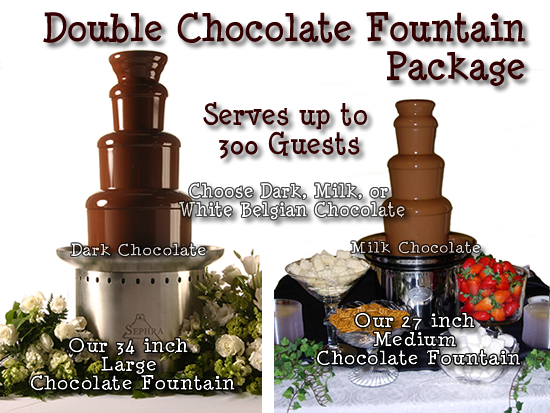 Double Chocolate Fountain
Package
Serves up to
300 Guests
Choose Dark, Milk, or
White Belgian Chocolate
Dark Chocolate
Milk Chocolate
SEPHRA
Our 34 inch
Large
Chocolate Fountain
Our 27 inch
Medium
Chocolate Fountain